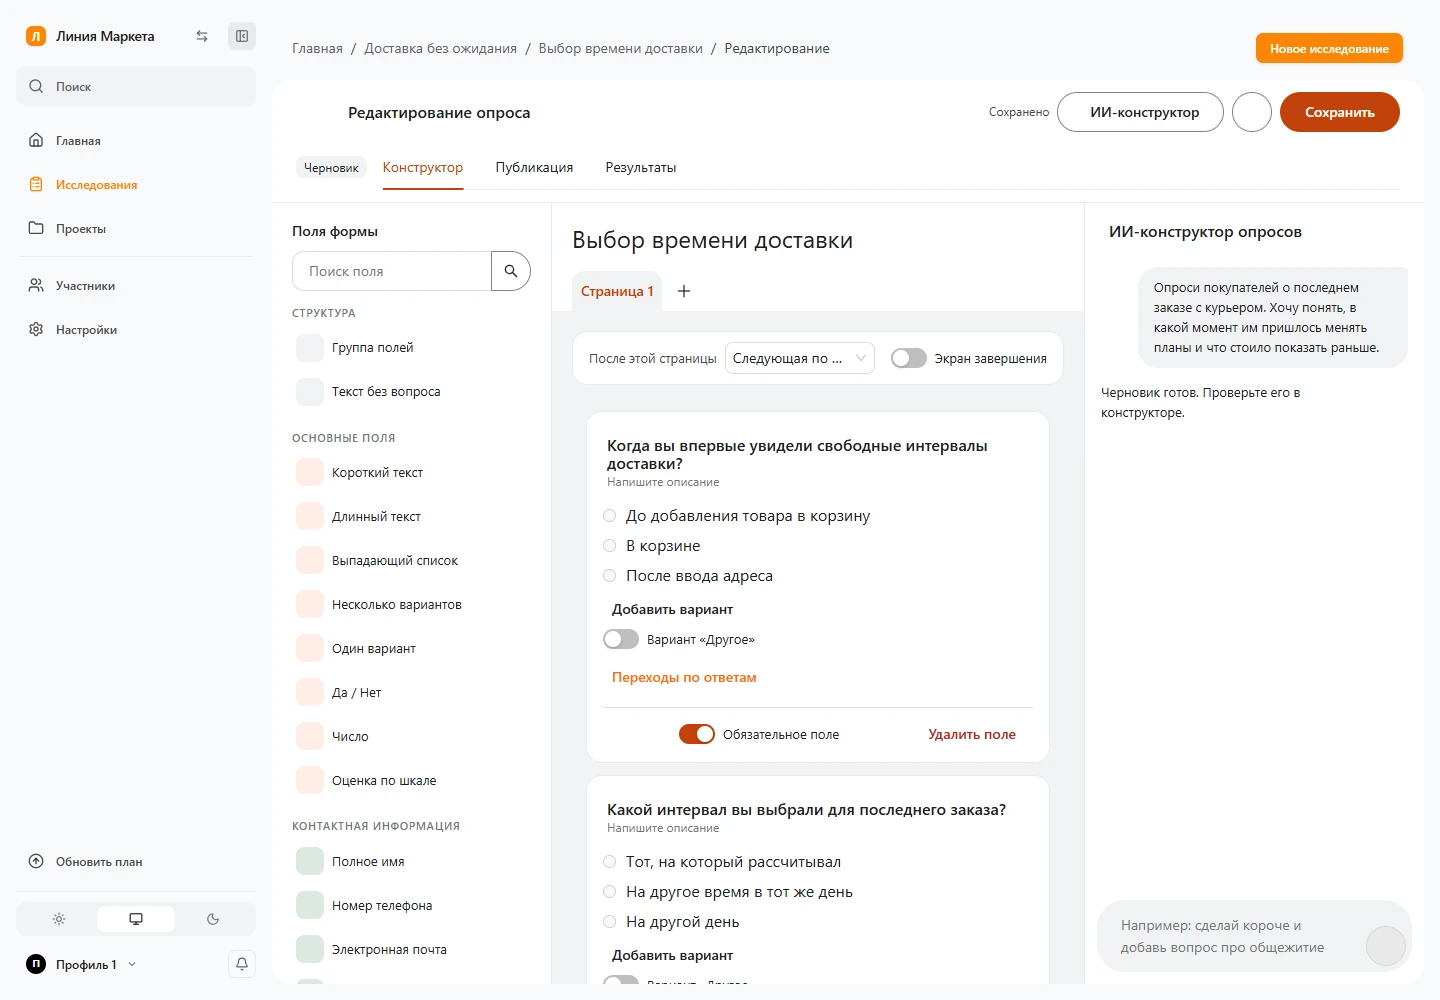 Л Линия Маркета
Поиск
Главная
Исследования
Проекты
Участники
Настройки
Обновить план
П Профиль 1
Главная / Доставка без ожидания / Выбор времени доставки / Редактирование
Новое исследование
Редактирование опроса
Сохранено
ИИ-конструктор
Сохранить
Черновик
Конструктор
Публикация
Результаты
Поля формы
Поиск поля
СТРУКТУРА
Группа полей
Текст без вопроса
ОСНОВНЫЕ ПОЛЯ
Короткий текст
Длинный текст
Выпадающий список
Несколько вариантов
Один вариант
Да / Нет
Число
Оценка по шкале
КОНТАКТНАЯ ИНФОРМАЦИЯ
Полное имя
Номер телефона
Электронная почта
Выбор времени доставки
Страница 1
После этой страницы
Следующая по ...
Экран завершения
Когда вы впервые увидели свободные интервалы
доставки?
Напишите описание
До добавления товара в корзину
В корзине
После ввода адреса
Добавить вариант
Вариант «Другое»
Переходы по ответам
Обязательное поле
Удалить поле
Какой интервал вы выбрали для последнего заказа?
Напишите описание
Тот, на который рассчитывал
На другое время в тот же день
На другой день
Добавить вариант
ИИ-конструктор опросов
Опроси покупателей о последнем
заказе с курьером. Хочу понять, в
какой момент им пришлось менять
планы и что стоило показать раньше.
Черновик готов. Проверьте его в
конструкторе.
Например: сделай короче и
добавь вопрос про общежитие